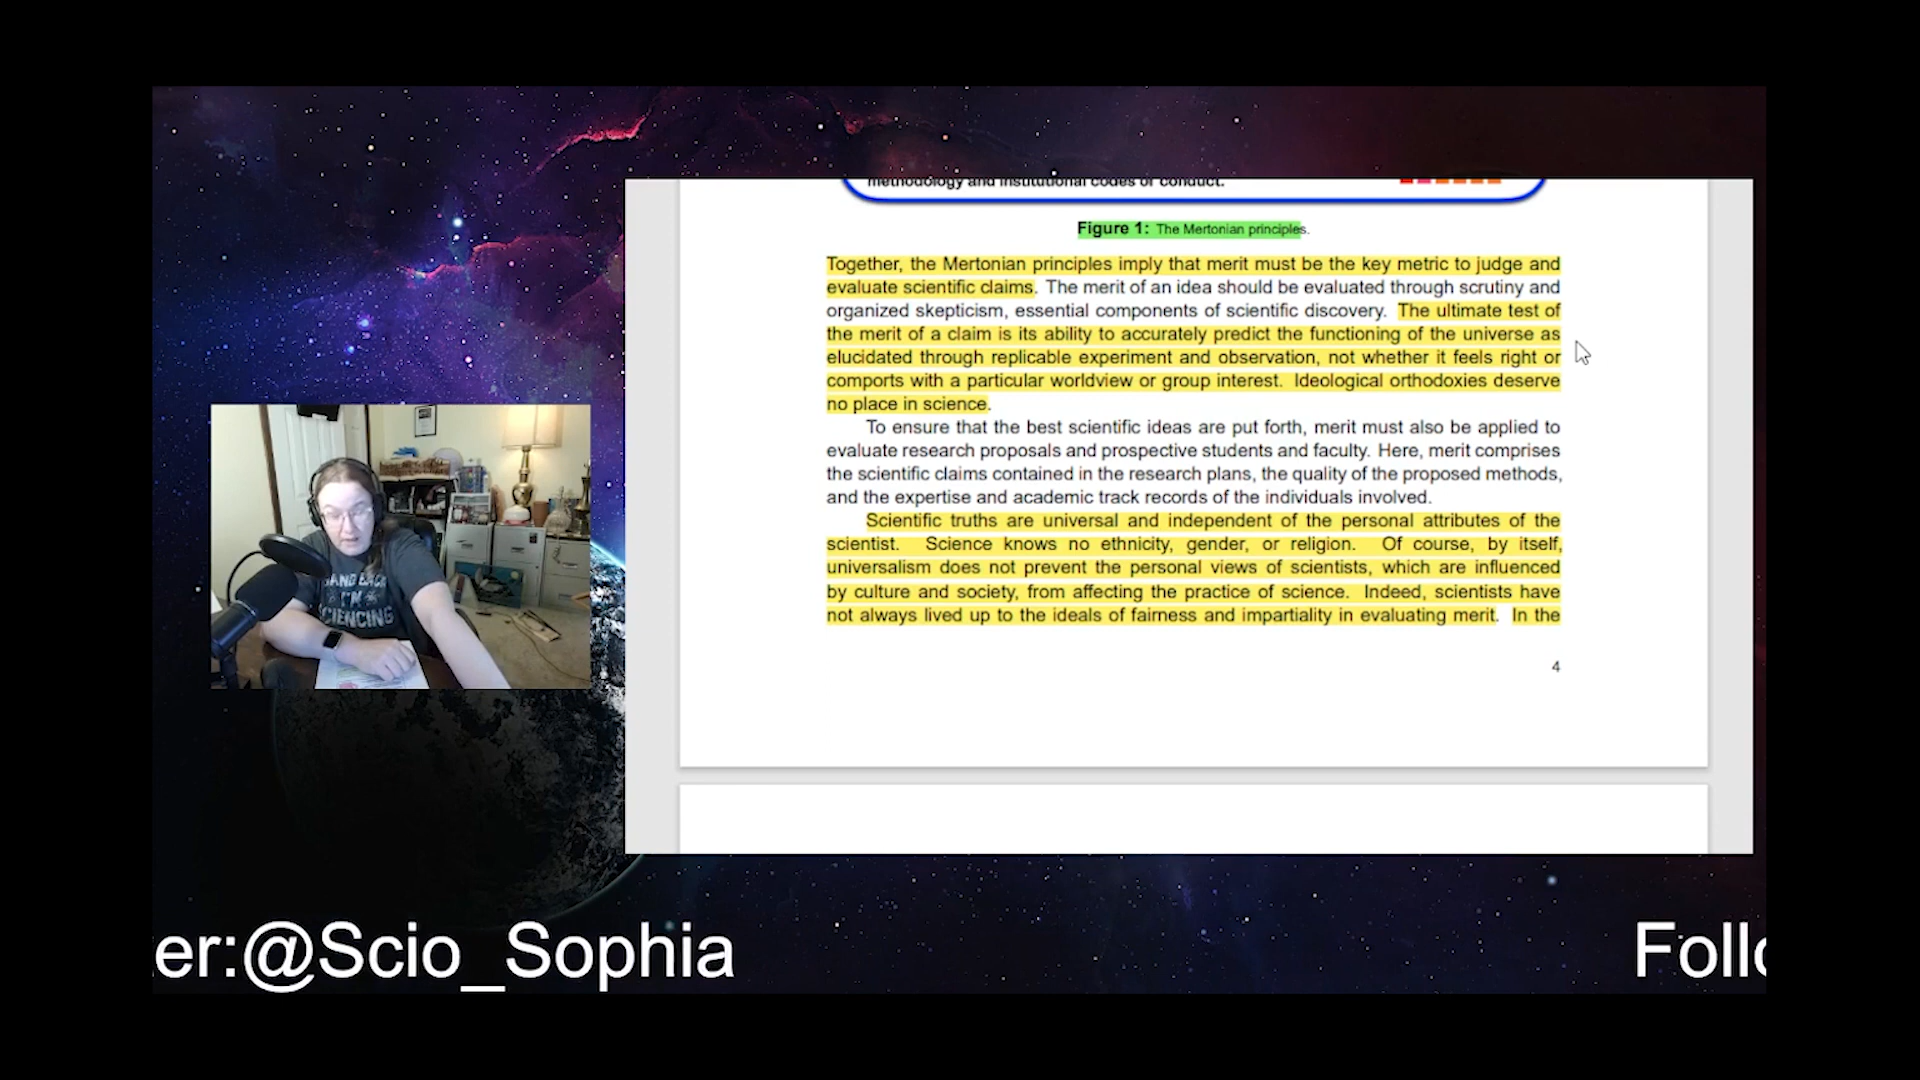 methodology and institutional codes of conduct.
Figure 1: The Mertonian principles.
Together, the Mertonian principles imply that merit must be the key metric to judge and
evaluate scientific claims. The merit of an idea should be evaluated through scrutiny and
organized skepticism, essential components of scientific discovery. The ultimate test of
the merit of a claim is its ability to accurately predict the functioning of the universe as
elucidated through replicable experiment and observation, not whether it feels right or
comports with a particular worldview or group interest. Ideological orthodoxies deserve
no place in science.
To ensure that the best scientific ideas are put forth, merit must also be applied to
evaluate research proposals and prospective students and faculty. Here, merit comprises
the scientific claims contained in the research plans, the quality of the proposed methods,
and the expertise and academic track records of the individuals involved.
Scientific truths are universal and independent of the personal attributes of the
scientist. Science knows no ethnicity, gender, or religion. Of course, by itself,
universalism does not prevent the personal views of scientists, which are influenced
by culture and society, from affecting the practice of science. Indeed, scientists have
not always lived up to the ideals of fairness and impartiality in evaluating merit. In the
4
I'M
er:@Scio_Sophia
Follo